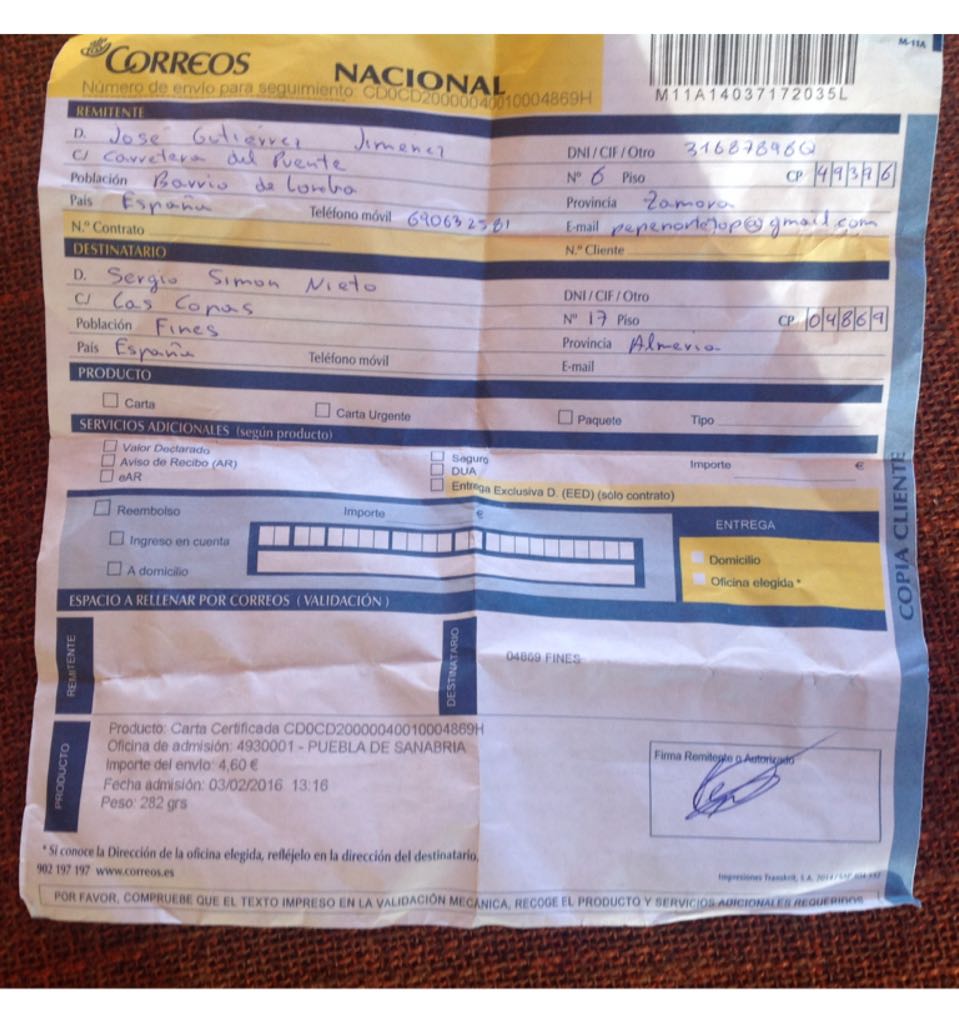 CORREOS
NACIONAL
Número de envío para seguimiento: CD0CD20000040010004869H
M11A14037172035L
M-11A
REMITENTE
D. José Gutiérrez Jimenez
DNI / CIF / Otro 31687896Q
C/ Carretera del Puente
Nº 6 Piso CP 49396
Población Barrio de Lomba
Provincia Zamora
País España Teléfono móvil 690632581
E-mail pepenortetop@gmail.com
N.º Contrato
N.º Cliente
DESTINATARIO
D. Sergio Simon Nieto
DNI / CIF / Otro
C/ Las Copas
Nº 17 Piso CP 04869
Población Fines
Provincia Almeria
País España Teléfono móvil
E-mail
PRODUCTO
Carta Carta Urgente Paquete Tipo
SERVICIOS ADICIONALES (según producto)
Valor Declarado Seguro Importe €
Aviso de Recibo (AR) DUA
eAR Entrega Exclusiva D. (EED) (sólo contrato)
Reembolso Importe €
ENTREGA
Ingreso en cuenta
Domicilio
A domicilio
Oficina elegida *
COPIA CLIENTE
ESPACIO A RELLENAR POR CORREOS ( VALIDACIÓN )
REMITENTE
DESTINATARIO
04869 FINES
PRODUCTO
Producto: Carta Certificada CD0CD20000040010004869H
Oficina de admisión: 4930001 - PUEBLA DE SANABRIA
Importe del envío: 4,60 €
Fecha admisión: 03/02/2016 13:16
Peso: 282 grs
Firma Remitente o Autorizado
* Si conoce la Dirección de la oficina elegida, refléjelo en la dirección del destinatario,
902 197 197 www.correos.es
Impresiones Transkrit, S.A.
POR FAVOR, COMPRUEBE QUE EL TEXTO IMPRESO EN LA VALIDACIÓN MECÁNICA, RECOGE EL PRODUCTO Y SERVICIOS ADICIONALES REQUERIDOS